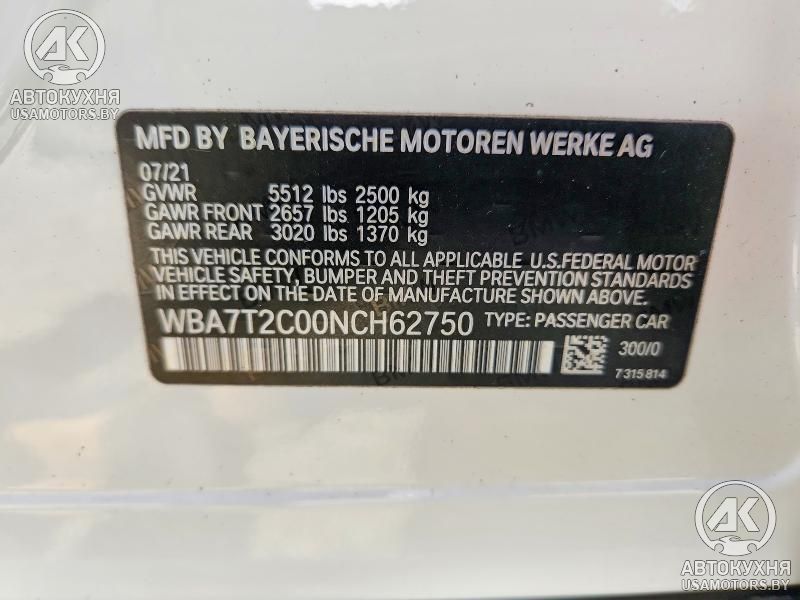 AK
АВТОКУХНЯ
USAMOTORS.BY
MFD BY BAYERISCHE MOTOREN WERKE AG
07/21
GVWR 5512 lbs 2500 kg
GAWR FRONT 2657 lbs 1205 kg
GAWR REAR 3020 lbs 1370 kg
THIS VEHICLE CONFORMS TO ALL APPLICABLE U.S.FEDERAL MOTOR
VEHICLE SAFETY, BUMPER AND THEFT PREVENTION STANDARDS
IN EFFECT ON THE DATE OF MANUFACTURE SHOWN ABOVE.
WBA7T2C00NCH62750 TYPE: PASSENGER CAR
300/0
7315814
AK
АВТОКУХНЯ
USAMOTORS.BY